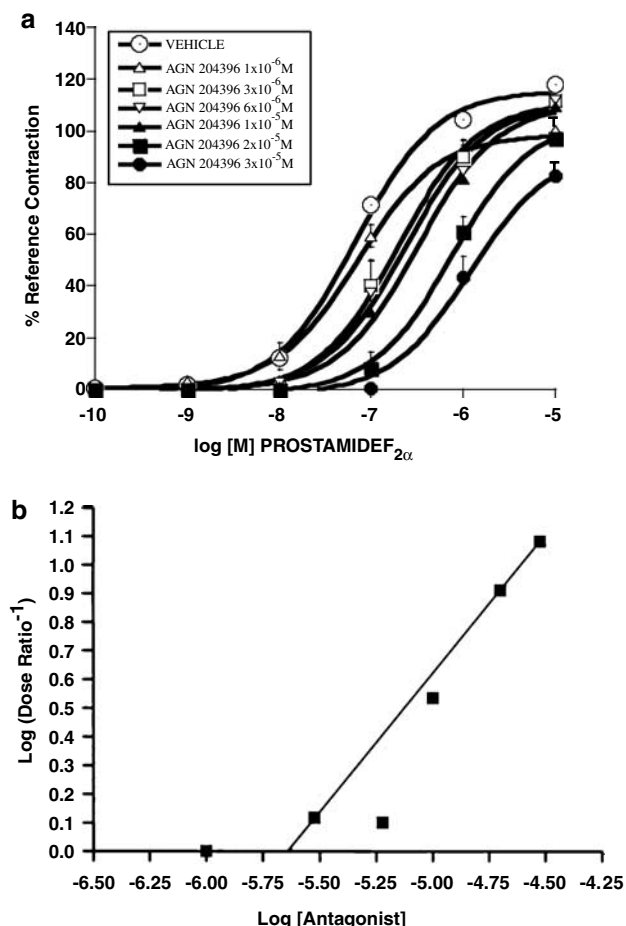 a
140
120
100
80
60
40
20
0
% Reference Contraction
VEHICLE
AGN 204396 1x10⁻⁶M
AGN 204396 3x10⁻⁶M
AGN 204396 6x10⁻⁶M
AGN 204396 1x10⁻⁵M
AGN 204396 2x10⁻⁵M
AGN 204396 3x10⁻⁵M
-10 -9 -8 -7 -6 -5
log [M] PROSTAMIDEF₂α
b
1.2
1.1
1.0
0.9
0.8
0.7
0.6
0.5
0.4
0.3
0.2
0.1
0.0
Log (Dose Ratio⁻¹)
-6.50 -6.25 -6.00 -5.75 -5.50 -5.25 -5.00 -4.75 -4.50 -4.25
Log [Antagonist]